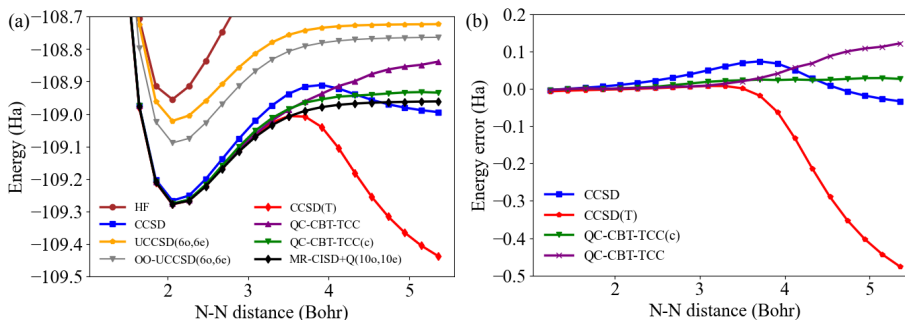 (a)
−108.7
−108.8
−108.9
−109.0
−109.1
−109.2
−109.3
−109.4
−109.5
Energy (Ha)
HF
CCSD
UCCSD(6o,6e)
OO-UCCSD(6o,6e)
CCSD(T)
QC-CBT-TCC
QC-CBT-TCC(c)
MR-CISD+Q(10o,10e)
2 3 4 5
N-N distance (Bohr)
(b)
0.2
0.1
0.0
−0.1
−0.2
−0.3
−0.4
−0.5
Energy error (Ha)
CCSD
CCSD(T)
QC-CBT-TCC(c)
QC-CBT-TCC
1 2 3 4 5
N-N distance (Bohr)